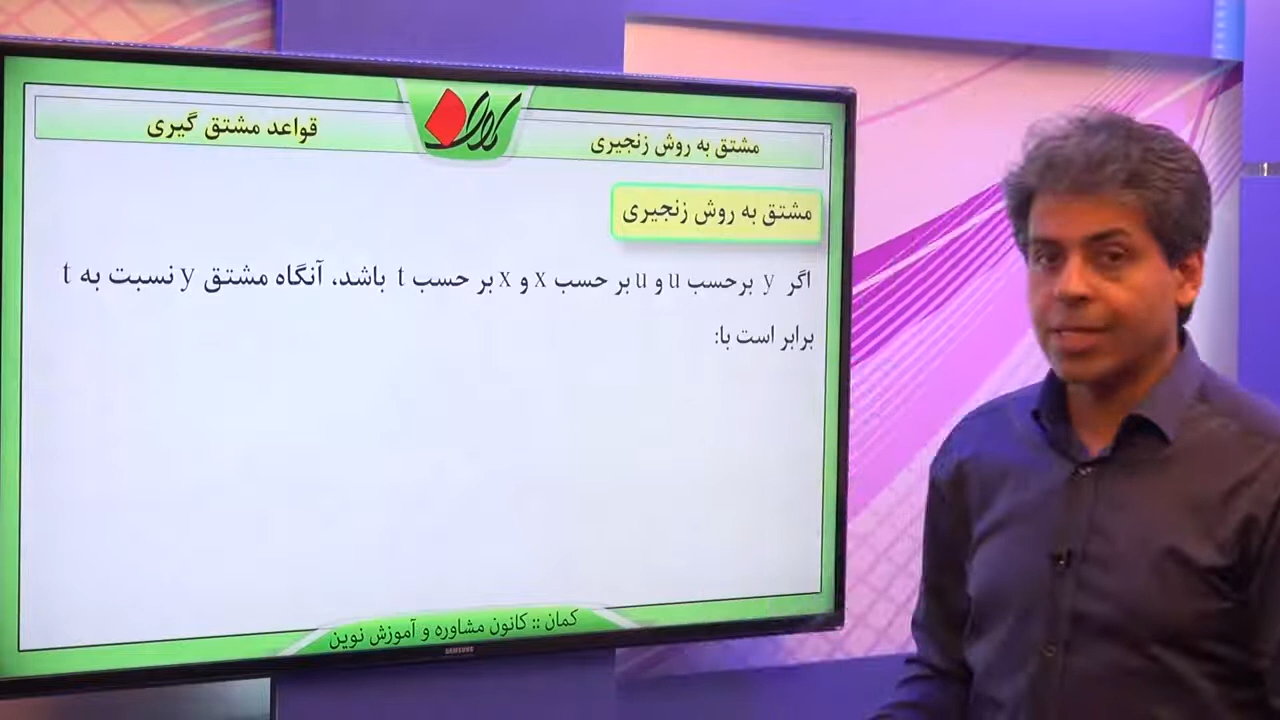 مشتق به روش زنجیری
قواعد مشتق گیری
مشتق به روش زنجیری
اگر y برحسب u و u بر حسب x و x بر حسب t باشد، آنگاه مشتق y نسبت به t
برابر است با:
کمان :: کانون مشاوره و آموزش نوین
SAMSUNG